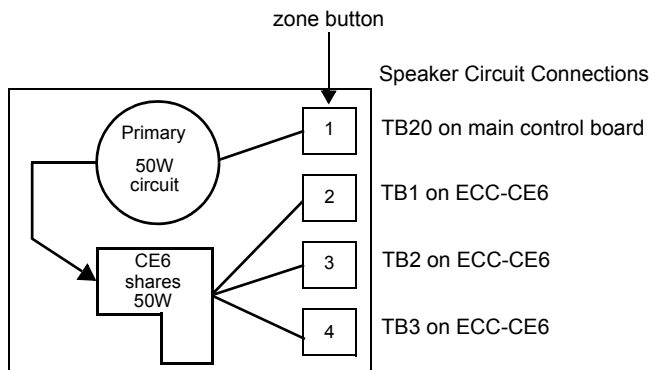 zone button
Speaker Circuit Connections
Primary
50W
circuit
1
TB20 on main control board
2
TB1 on ECC-CE6
CE6
shares
50W
3
TB2 on ECC-CE6
4
TB3 on ECC-CE6